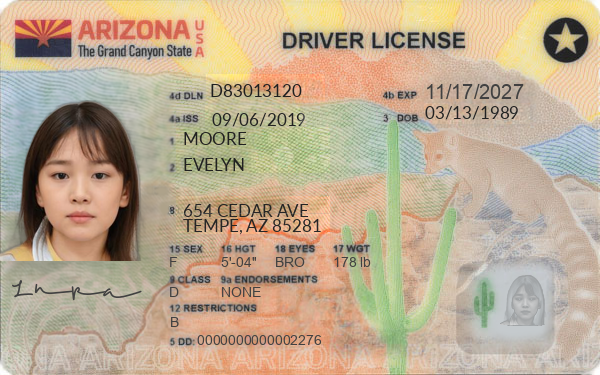 ARIZONA USA
The Grand Canyon State
DRIVER LICENSE
4d DLN D83013120
4b EXP 11/17/2027
4a ISS 09/06/2019
3 DOB 03/13/1989
1 MOORE
2 EVELYN
8 654 CEDAR AVE
TEMPE, AZ 85281
15 SEX 16 HGT 18 EYES 17 WGT
F 5'-04" BRO 178 lb
9 CLASS 9a ENDORSEMENTS
D NONE
12 RESTRICTIONS
B
5 DD: 0000000000002276
ARIZONA ARIZONA ARIZONA ARIZONA